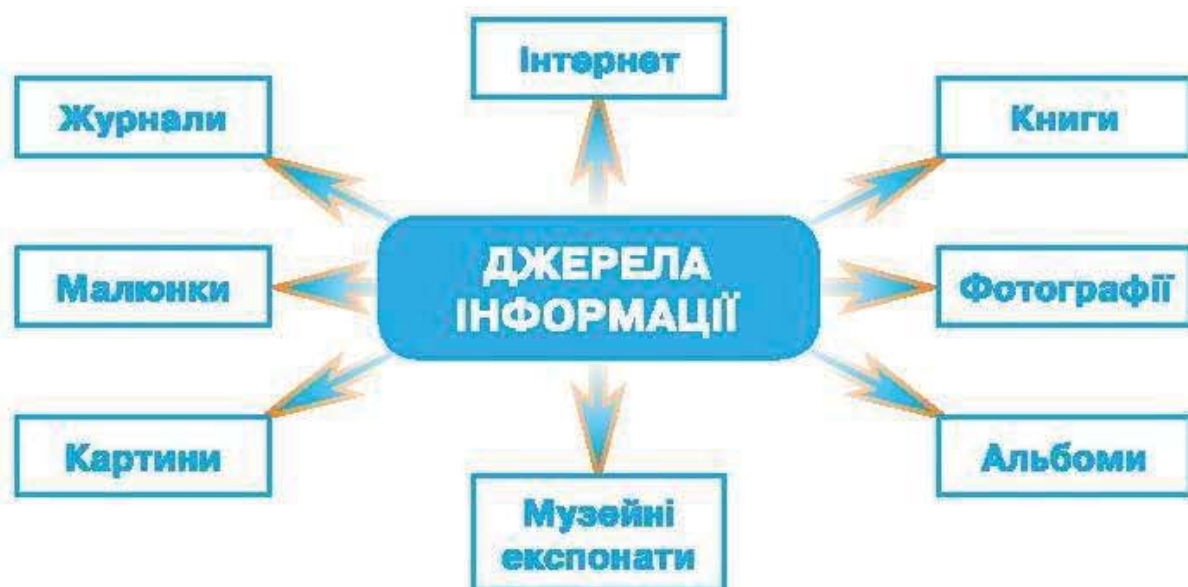 Інтернет
Журнали
Книги
ДЖЕРЕЛА
ІНФОРМАЦІЇ
Малюнки
Фотографії
Картини
Альбоми
Музейні
експонати